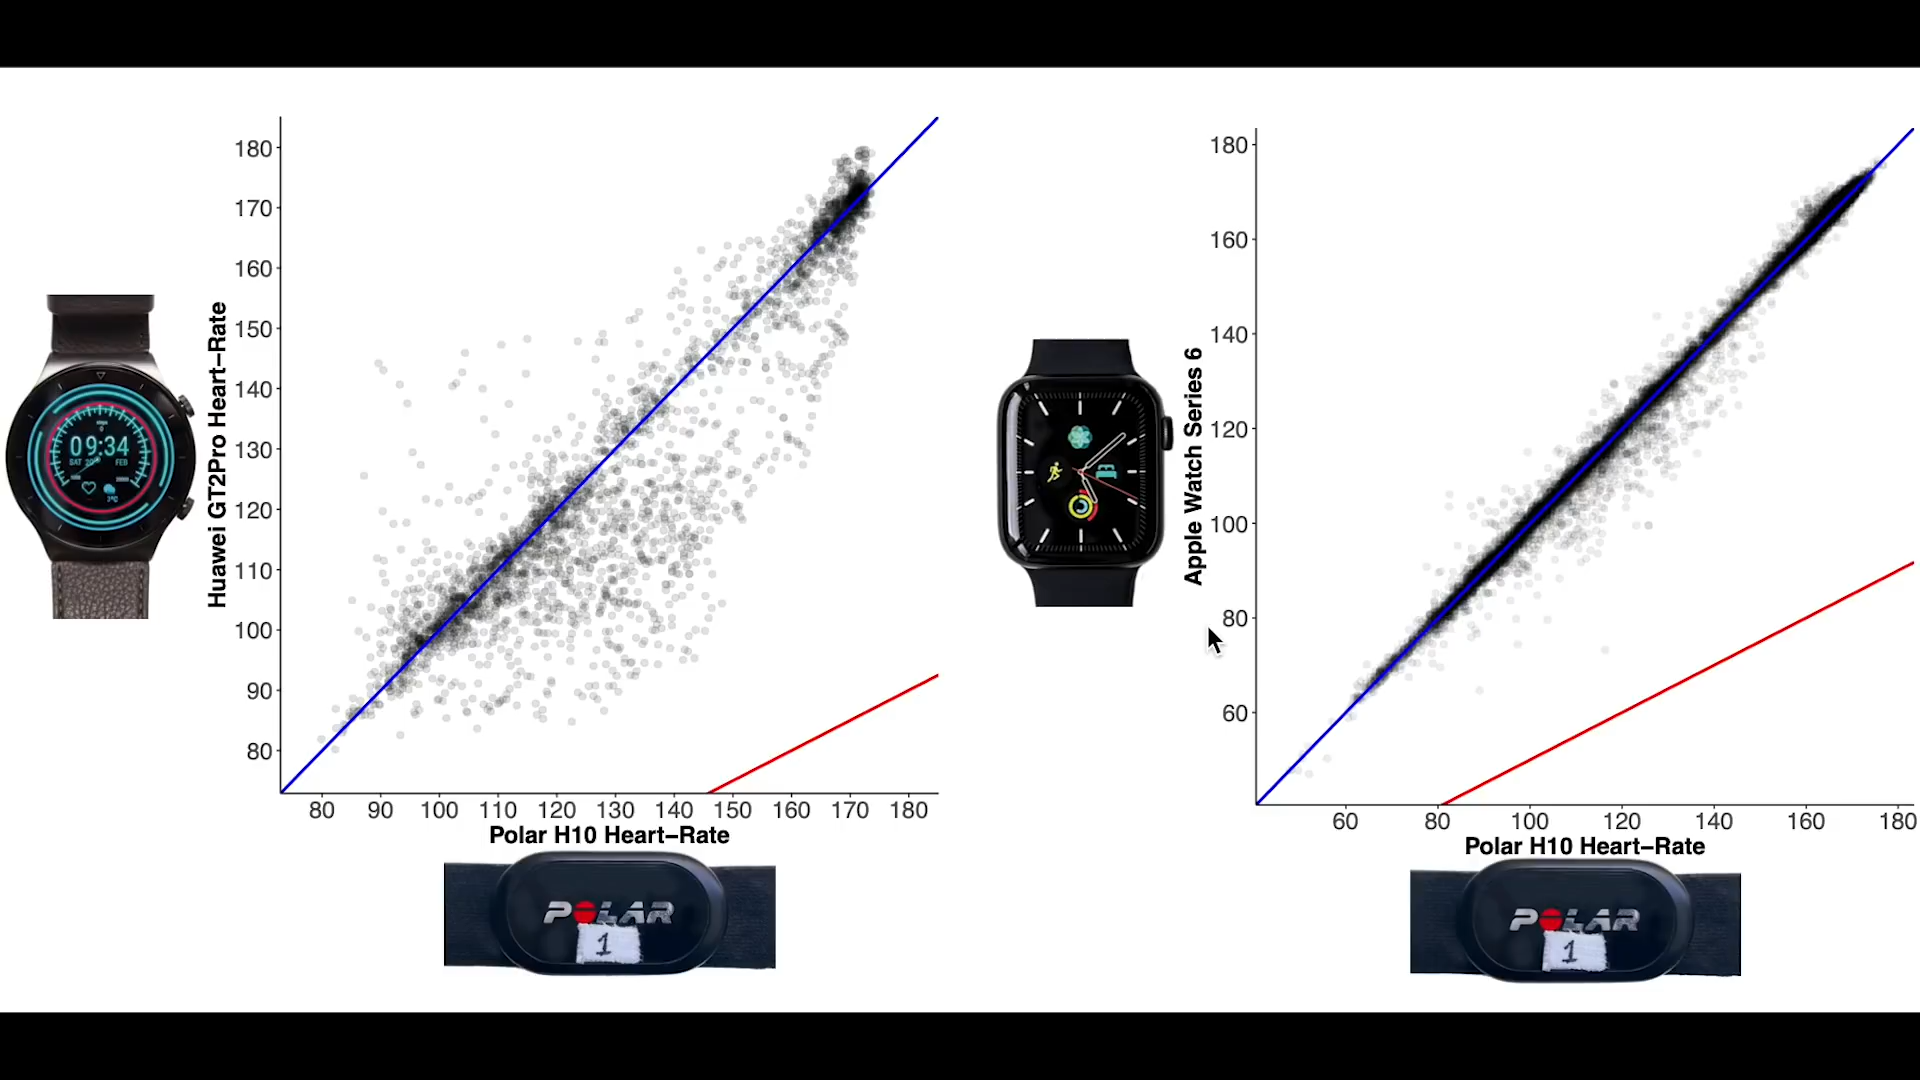 180
170
160
150
140
130
120
110
100
90
80
Huawei GT2Pro Heart–Rate
80 90 100 110 120 130 140 150 160 170 180
Polar H10 Heart–Rate
09:34
SAT 20 FEB
POLAR
1
180
160
140
120
100
80
60
Apple Watch Series 6
60 80 100 120 140 160 180
Polar H10 Heart–Rate
POLAR
1